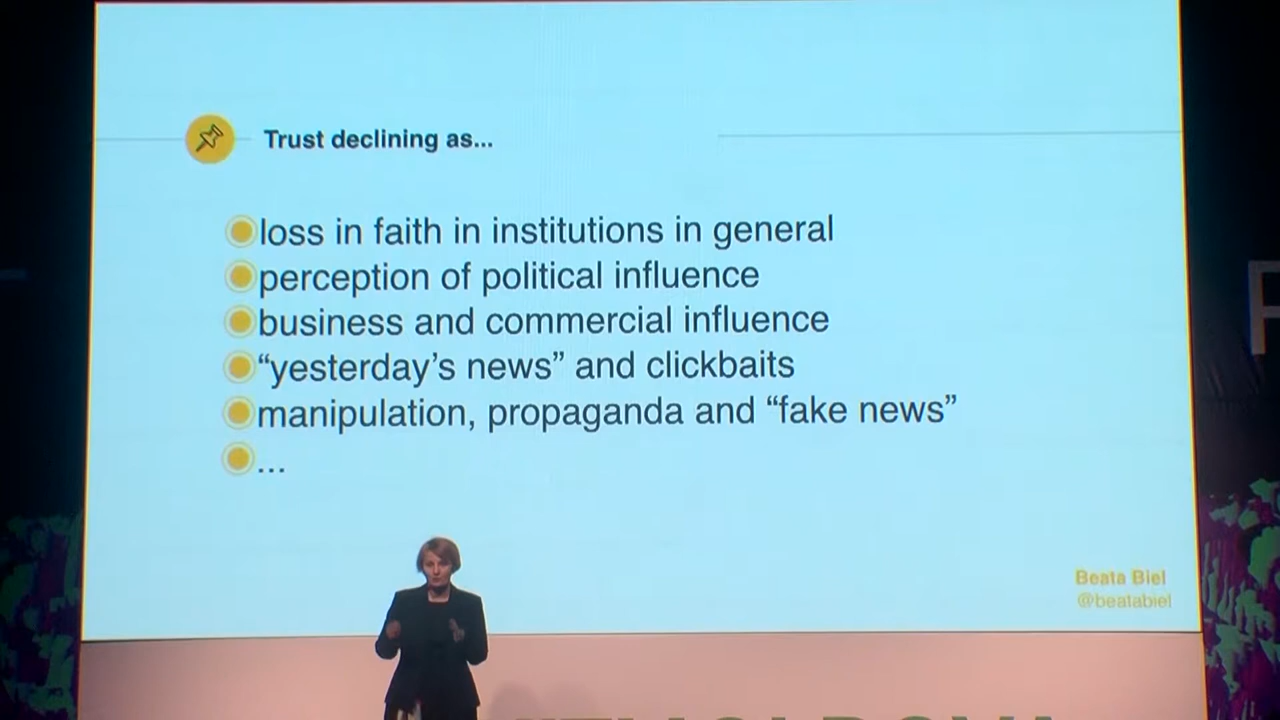 Trust declining as...
loss in faith in institutions in general
perception of political influence
business and commercial influence
“yesterday’s news” and clickbaits
manipulation, propaganda and “fake news”
...
Beata Biel
@beatabiel